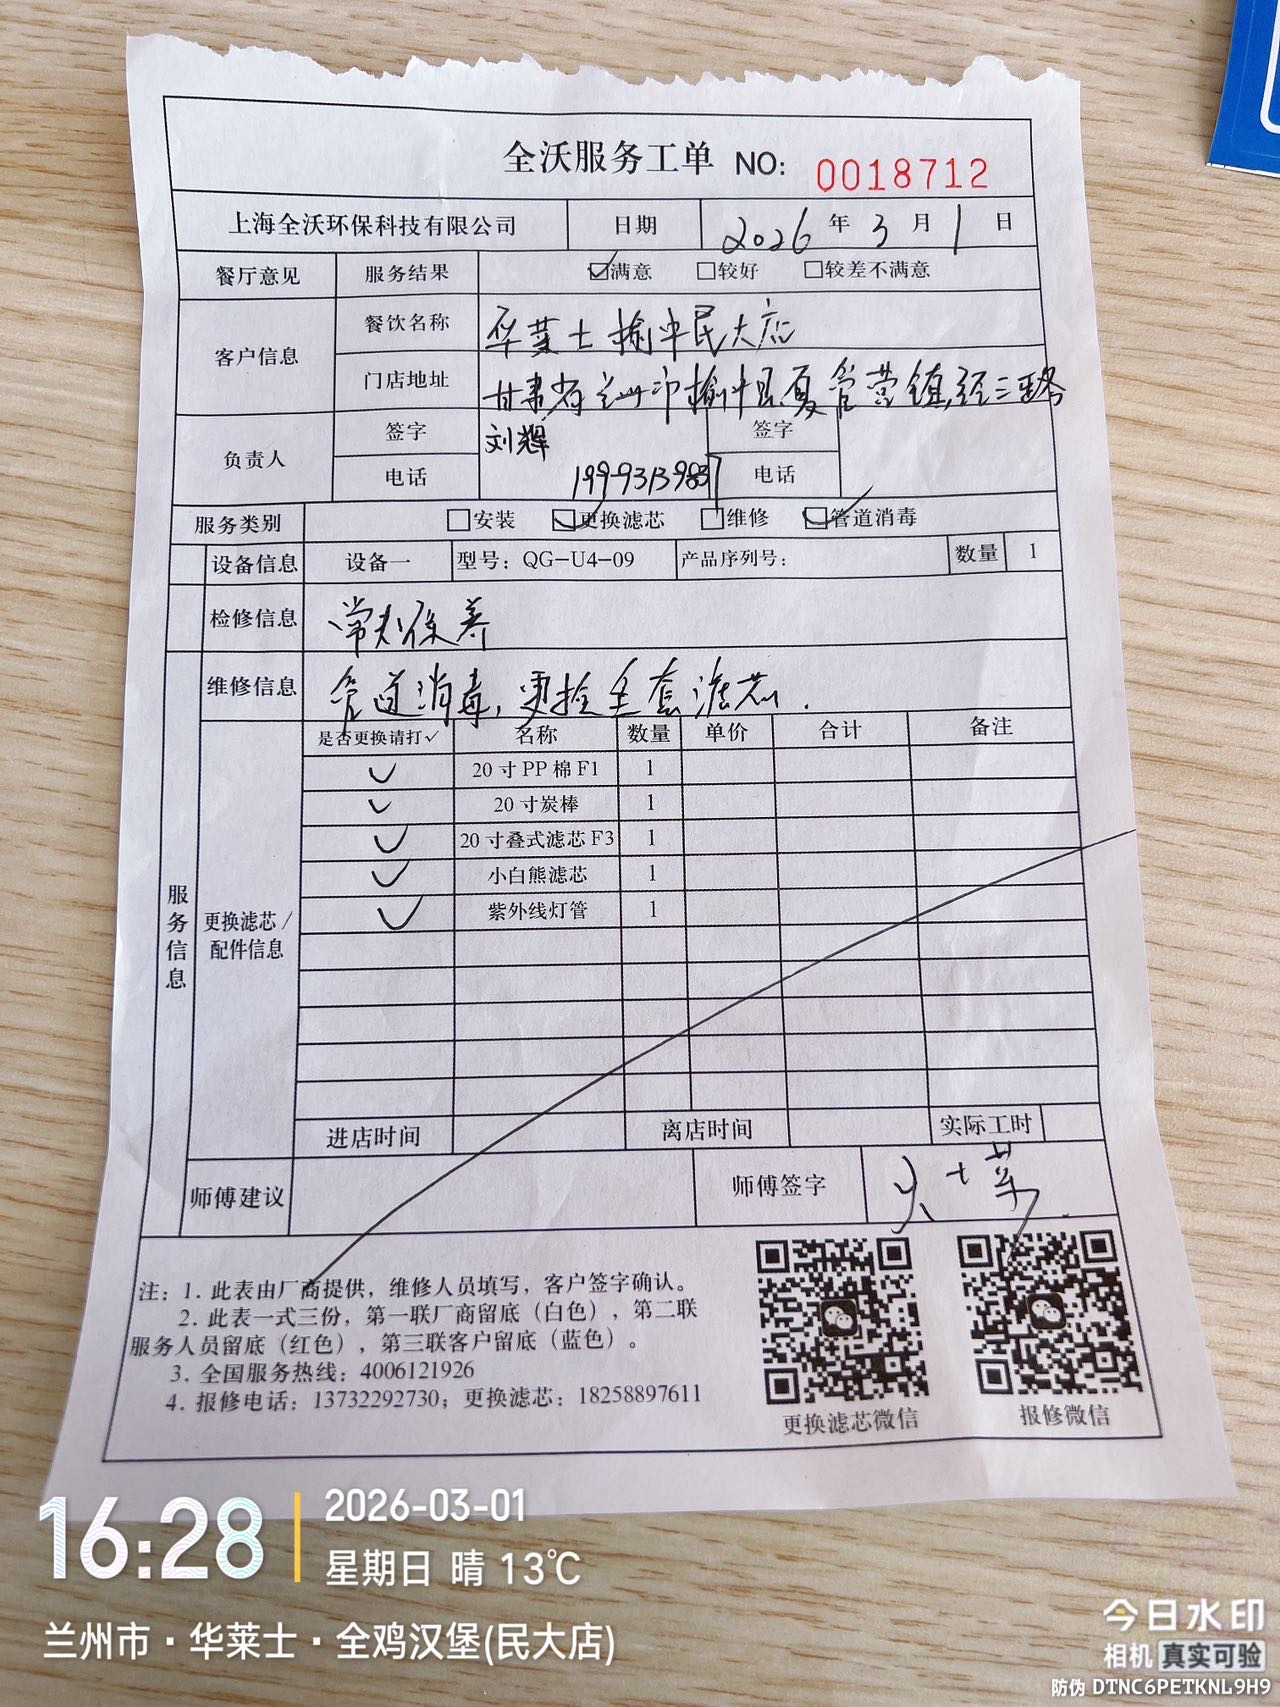 全沃服务工单 NO: 0018712
上海全沃环保科技有限公司 日期 2026 年 3 月 1 日
餐厅意见 服务结果 ☑满意 □较好 □较差不满意
客户信息 餐饮名称 华莱士榆中民大店
门店地址 甘肃省兰州市榆中县夏官营镇,经三路
负责人 签字 刘辉 签字
电话 电话
服务类别 □安装 ☑更换滤芯 □维修 ☑管道消毒
设备信息 设备一 型号:QG-U4-09 产品序列号: 数量 1
检修信息 常规保养
维修信息 管道消毒,更换全套滤芯.
服务信息 更换滤芯/配件信息
是否更换请打✓ 名称 数量 单价 合计 备注
✓ 20寸PP棉F1 1
✓ 20寸炭棒 1
✓ 20寸叠式滤芯F3 1
✓ 小白熊滤芯 1
✓ 紫外线灯管 1
进店时间 离店时间 实际工时
师傅建议 师傅签字
注:1. 此表由厂商提供,维修人员填写,客户签字确认。
2. 此表一式三份,第一联厂商留底(白色),第二联
服务人员留底(红色),第三联客户留底(蓝色)。
3. 全国服务热线:4006121926
4. 报修电话:13732292730;更换滤芯:18258897611
更换滤芯微信 报修微信
16:28 2026-03-01
星期日 晴 13℃
兰州市·华莱士·全鸡汉堡(民大店)
今日水印
相机 真实可验
防伪 DTNC6PETKNL9H9